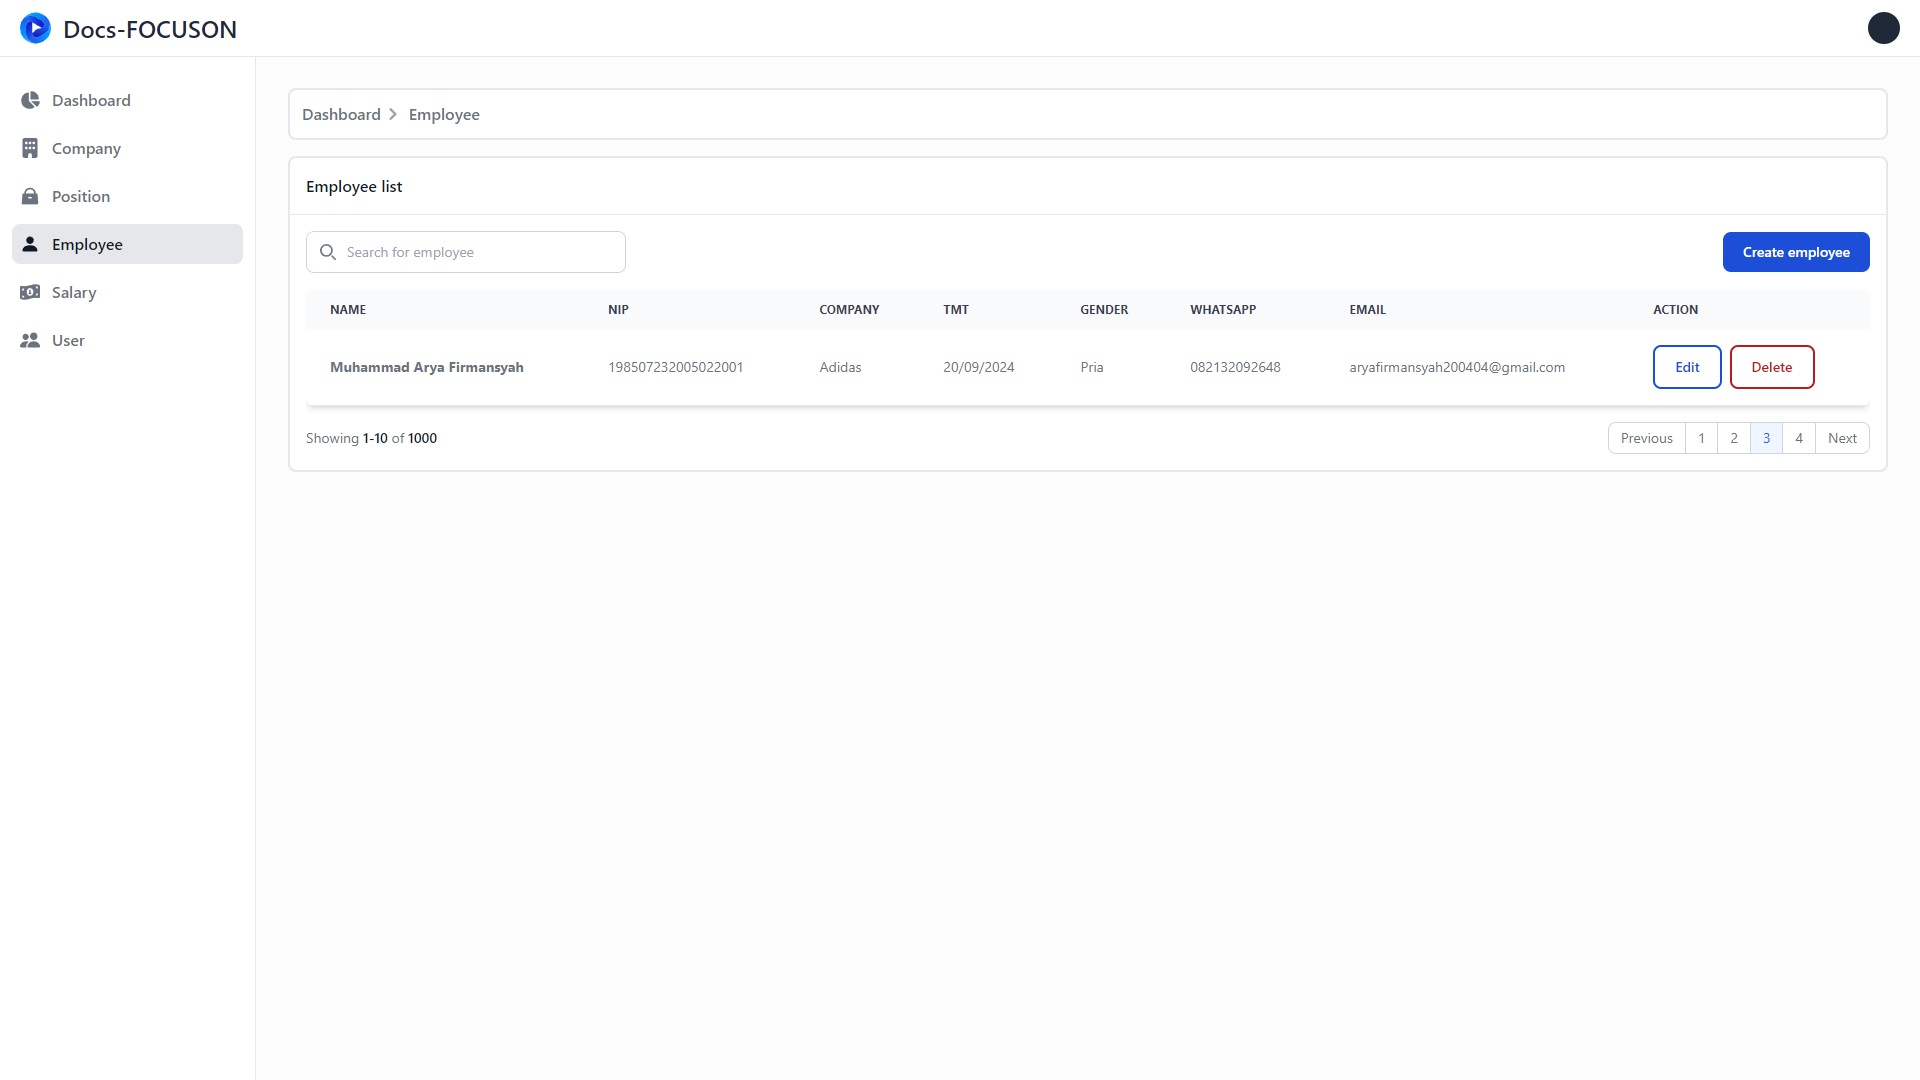 Docs-FOCUSON
Dashboard
Company
Position
Employee
Salary
User
Dashboard Employee
Employee list
Search for employee
Create employee
NAME NIP COMPANY TMT GENDER WHATSAPP EMAIL ACTION
Muhammad Arya Firmansyah 198507232005022001 Adidas 20/09/2024 Pria 082132092648 aryafirmansyah200404@gmail.com Edit Delete
Showing 1-10 of 1000 Previous 1 2 3 4 Next